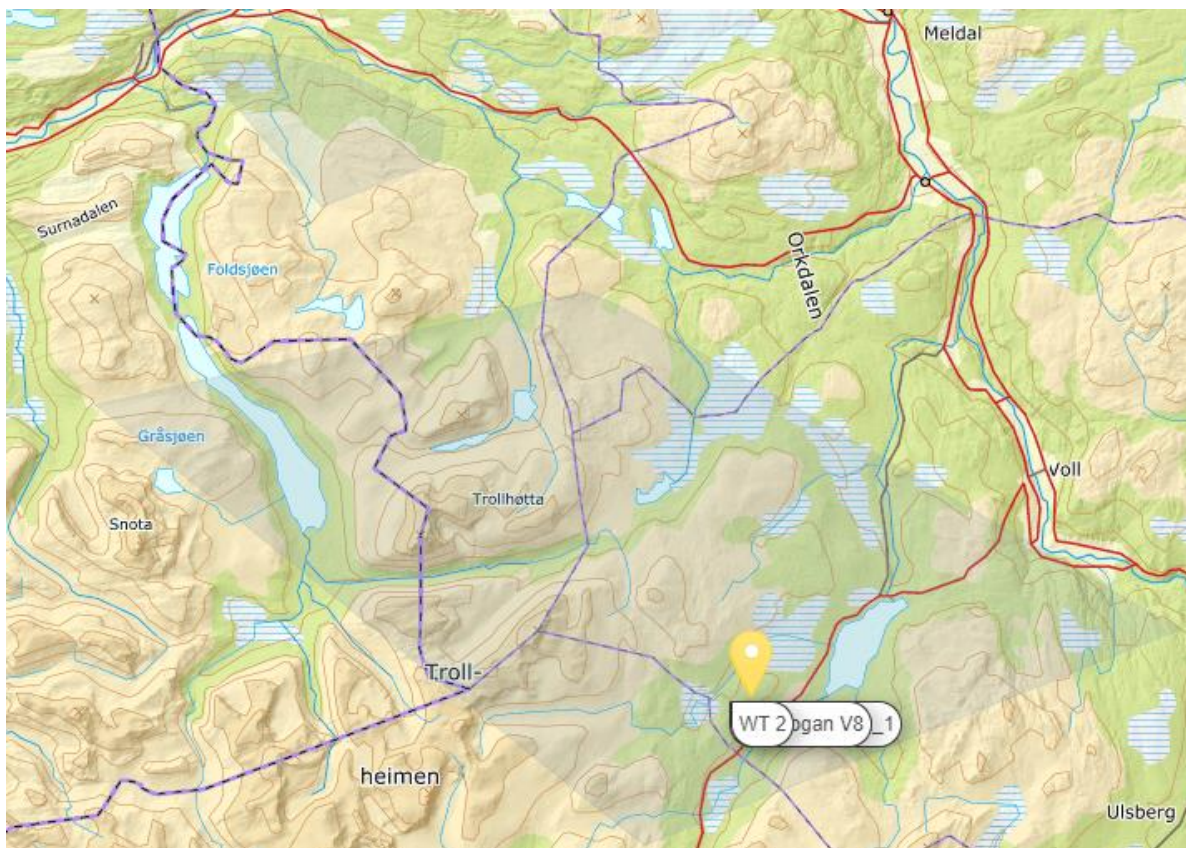 Meldal
Surnadalen
Foldsjøen
Orkdalen
Gråsjøen
Voll
Trollhøtta
Snota
Troll-
WT 2 ogan V8 _1
heimen
Ulsberg